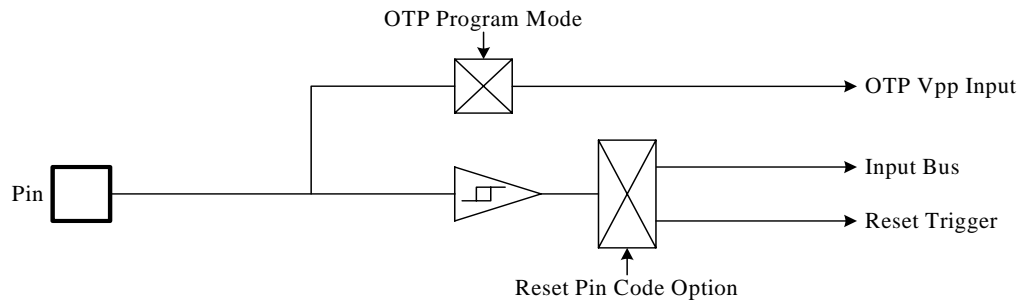 OTP Program Mode
OTP Vpp Input
Pin
Input Bus
Reset Trigger
Reset Pin Code Option